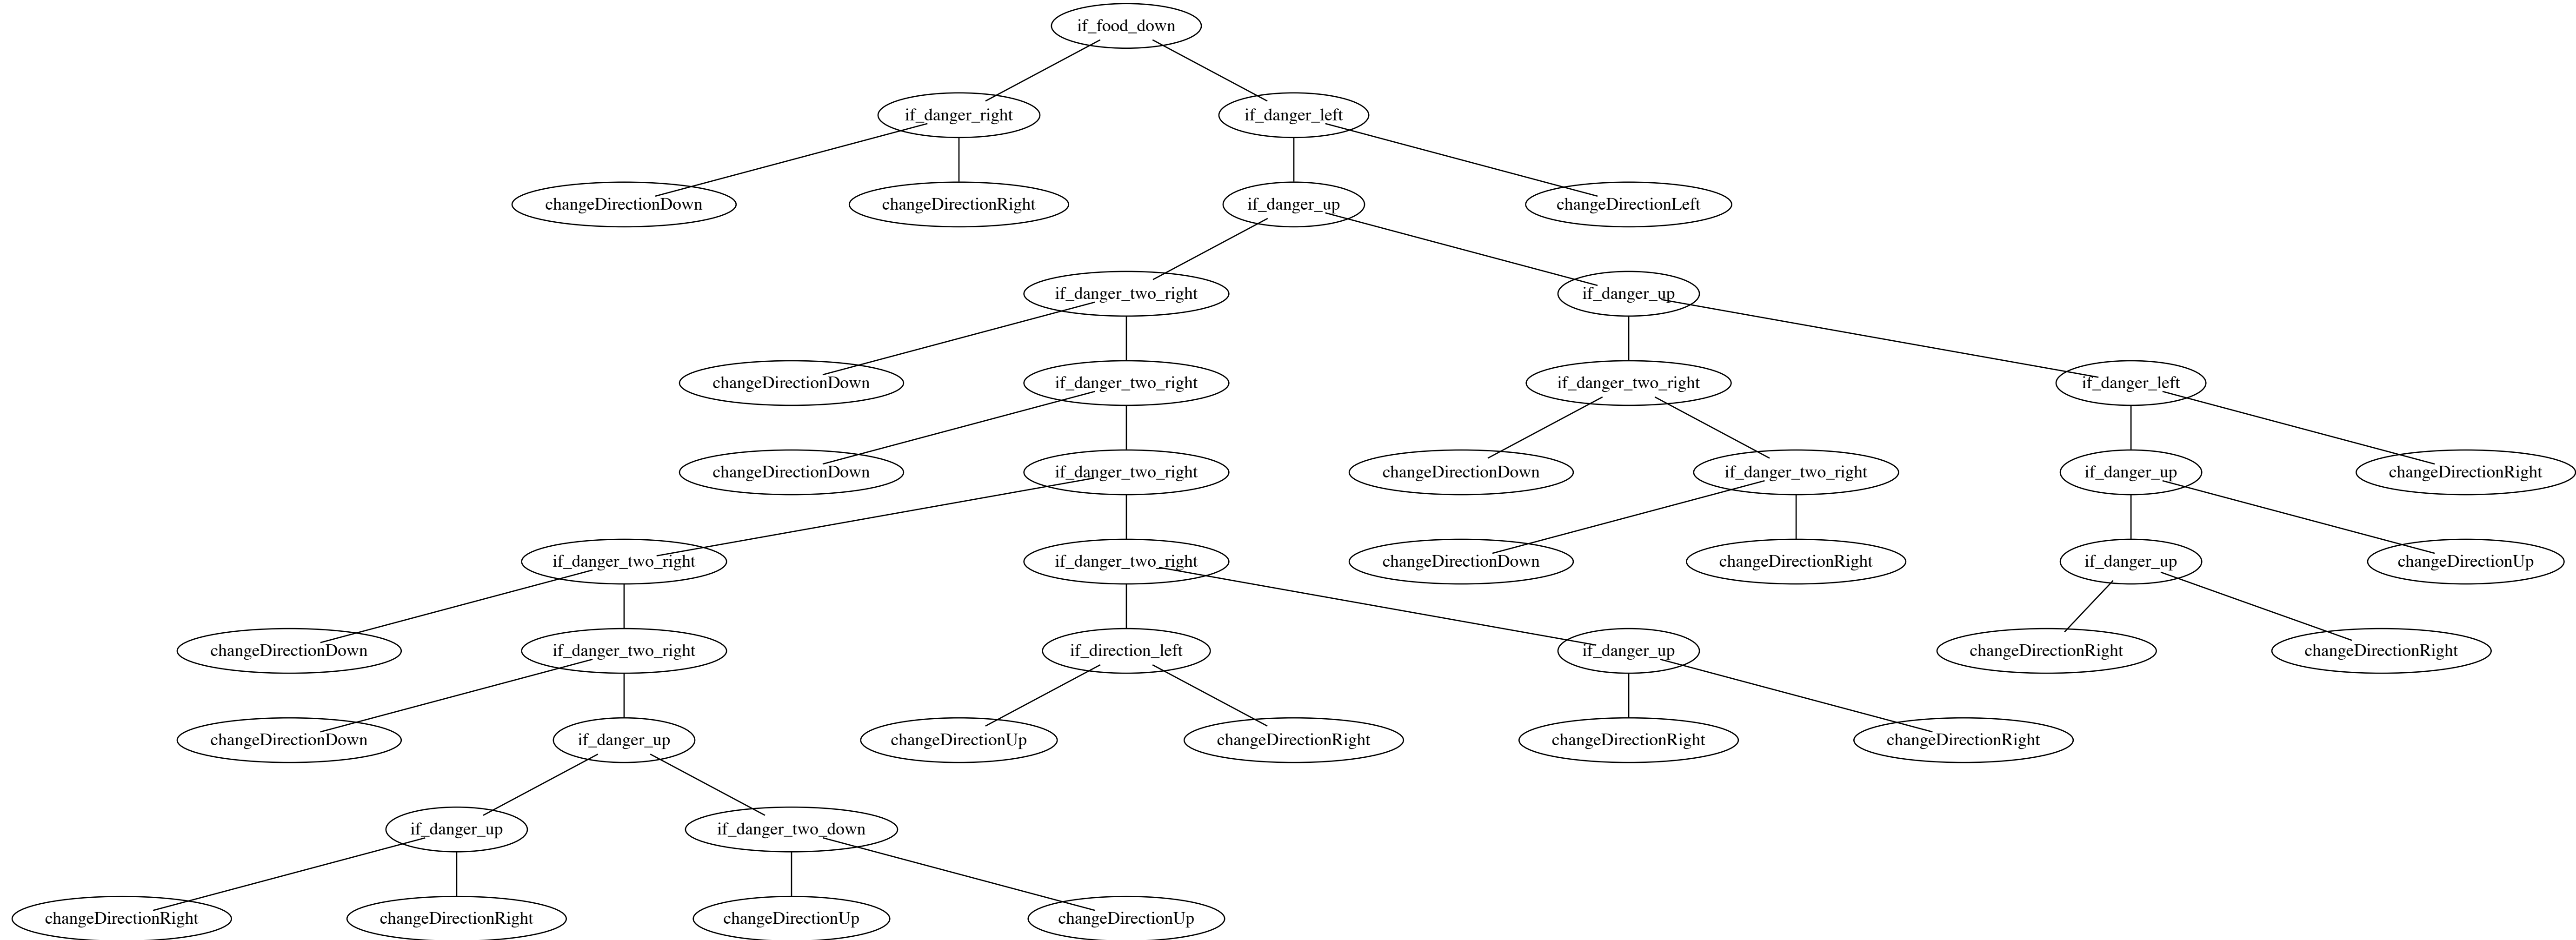 if_food_down
if_danger_right
if_danger_left
changeDirectionDown
changeDirectionRight
if_danger_up
changeDirectionLeft
if_danger_two_right
if_danger_up
changeDirectionDown
if_danger_two_right
if_danger_two_right
if_danger_left
changeDirectionDown
if_danger_two_right
changeDirectionDown
if_danger_two_right
if_danger_up
changeDirectionRight
if_danger_two_right
if_danger_two_right
changeDirectionDown
changeDirectionRight
if_danger_up
changeDirectionUp
changeDirectionDown
if_danger_two_right
if_direction_left
if_danger_up
changeDirectionRight
changeDirectionRight
changeDirectionDown
if_danger_up
changeDirectionUp
changeDirectionRight
changeDirectionRight
changeDirectionRight
if_danger_up
if_danger_two_down
changeDirectionRight
changeDirectionRight
changeDirectionUp
changeDirectionUp